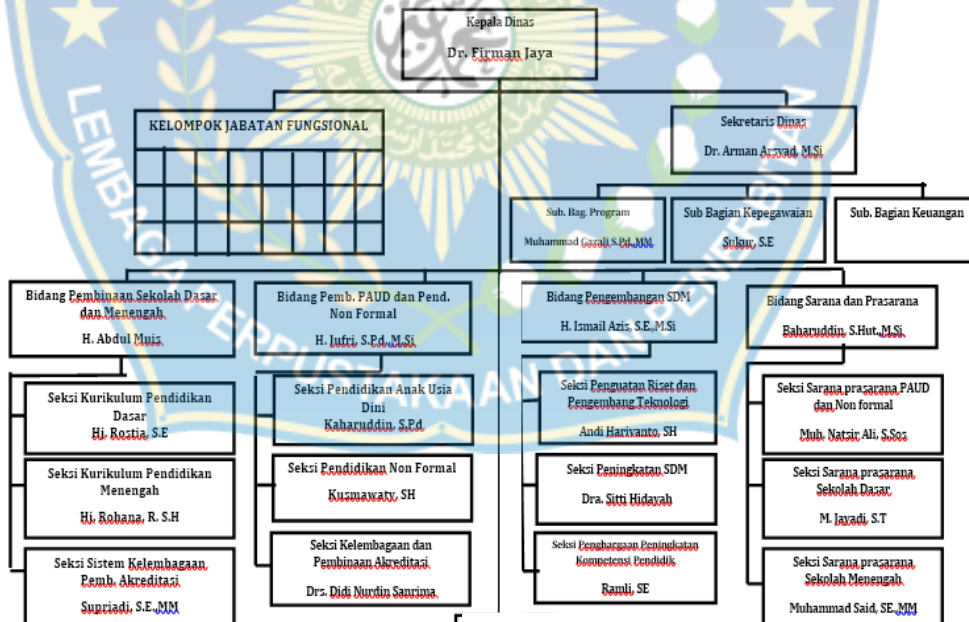 Kepala Dinas
Dr. Firman Jaya
KELOMPOK JABATAN FUNGSIONAL
Sekretaris Dinas
Dr. Arman Arsyad, M.Si
Sub. Bag. Program
Muhammad Gazali S.Pd.,MM
Sub Bagian Kepegawaian
Sukur, S.E
Sub. Bagian Keuangan
Bidang Pembinaan Sekolah Dasar
dan Menengah
H. Abdul Muis
Bidang Pemb. PAUD dan Pend.
Non Formal
H. Jufri, S.Pd.,M.Si
Bidang Pengembangan SDM
H. Ismail Azis, S.E.,M.Si
Bidang Sarana dan Prasarana
Baharuddin, S.Hut.,M.Si
Seksi Kurikulum Pendidikan
Dasar
Hj. Rostia, S.E
Seksi Kurikulum Pendidikan
Menengah
Hj. Rohana, R. S.H
Seksi Sistem Kelembagaan
Pemb. Akreditasi
Supriadi, S.E.,MM
Seksi Pendidikan Anak Usia
Dini
Kaharuddin, S.Pd
Seksi Pendidikan Non Formal
Kusmawaty, SH
Seksi Kelembagaan dan
Pembinaan Akreditasi
Drs. Didi Nurdin Sanrima
Seksi Penguatan Riset dan
Pengembang Teknologi
Andi Hariyanto, SH
Seksi Peningkatan SDM
Dra. Sitti Hidayah
Seksi Penghargaan Peningkatan
Kompetensi Pendidik
Ramli, SE
Seksi Sarana prasarana PAUD
dan Non formal
Muh. Natsir Ali, S.Sos
Seksi Sarana prasarana
Sekolah Dasar
M. Jayadi, S.T
Seksi Sarana prasarana
Sekolah Menengah
Muhammad Said, SE.,MM
LEMBAGA PERPUSTAKAAN DAN PENERBITAN